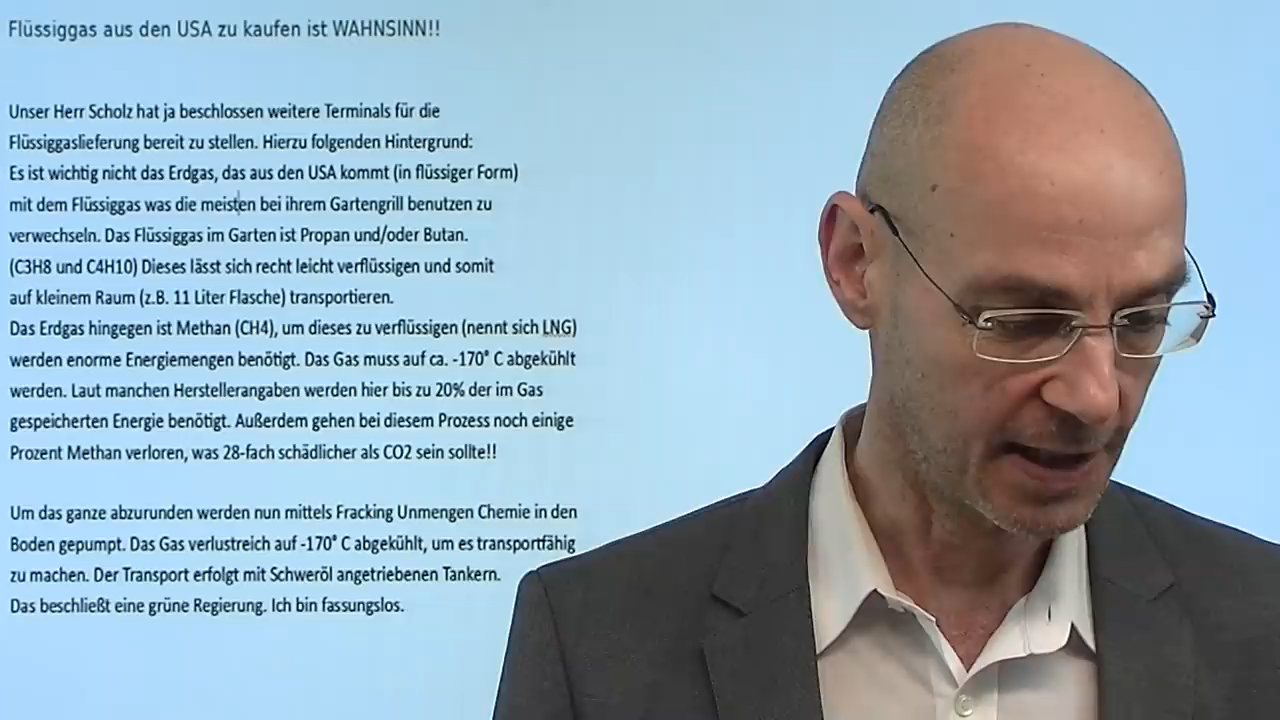 Flüssiggas aus den USA zu kaufen ist WAHNSINN!!
Unser Herr Scholz hat ja beschlossen weitere Terminals für die
Flüssiggaslieferung bereit zu stellen. Hierzu folgenden Hintergrund:
Es ist wichtig nicht das Erdgas, das aus den USA kommt (in flüssiger Form)
mit dem Flüssiggas was die meisten bei ihrem Gartengrill benutzen zu
verwechseln. Das Flüssiggas im Garten ist Propan und/oder Butan.
(C3H8 und C4H10) Dieses lässt sich recht leicht verflüssigen und somit
auf kleinem Raum (z.B. 11 Liter Flasche) transportieren.
Das Erdgas hingegen ist Methan (CH4), um dieses zu verflüssigen (nennt sich LNG)
werden enorme Energiemengen benötigt. Das Gas muss auf ca. -170° C abgekühlt
werden. Laut manchen Herstellerangaben werden hier bis zu 20% der im Gas
gespeicherten Energie benötigt. Außerdem gehen bei diesem Prozess noch einige
Prozent Methan verloren, was 28-fach schädlicher als CO2 sein sollte!!
Um das ganze abzurunden werden nun mittels Fracking Unmengen Chemie in den
Boden gepumpt. Das Gas verlustreich auf -170° C abgekühlt, um es transportfähig
zu machen. Der Transport erfolgt mit Schweröl angetriebenen Tankern.
Das beschließt eine grüne Regierung. Ich bin fassungslos.